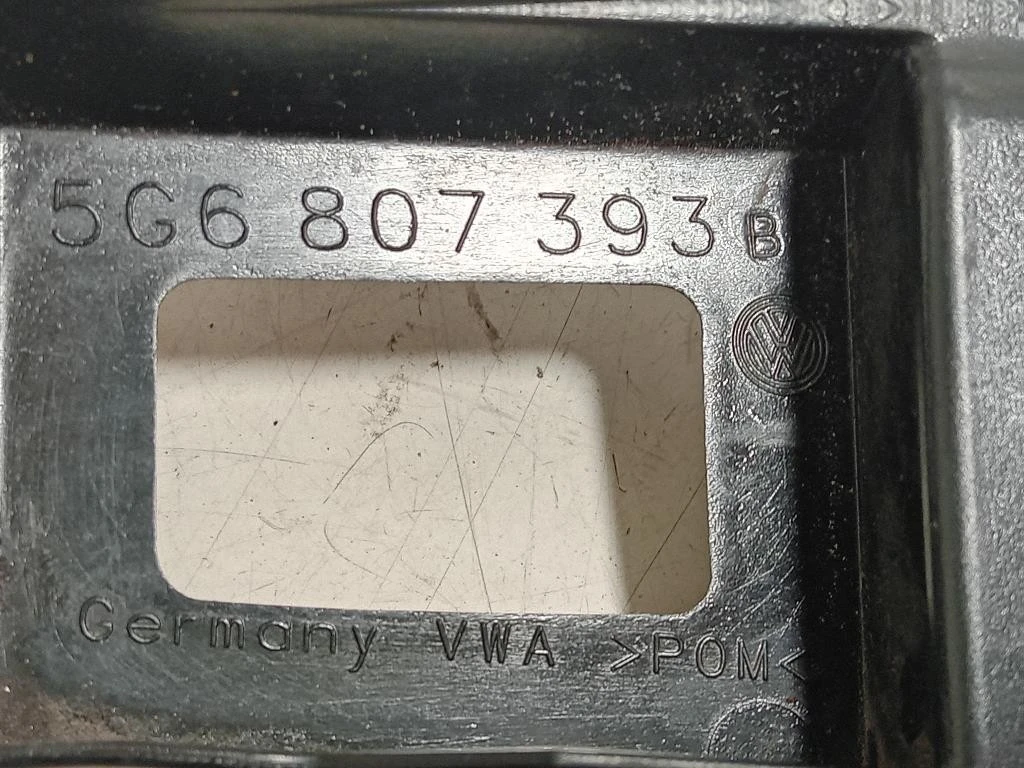 5G6 807 393 B
Germany VWA >POM<